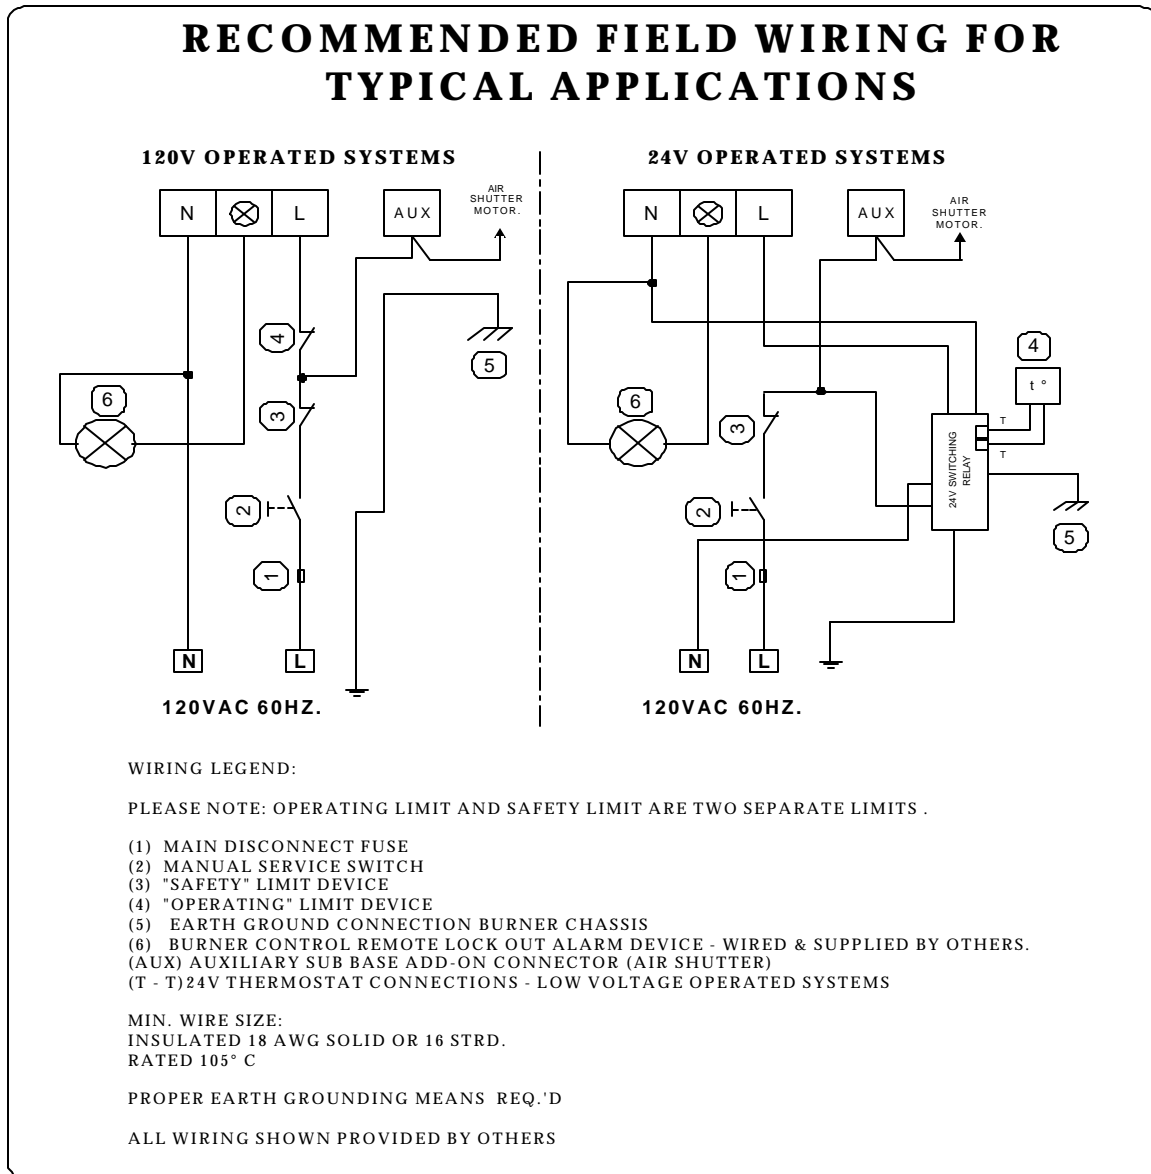 RECOMMENDED FIELD WIRING FOR
TYPICAL APPLICATIONS
120V OPERATED SYSTEMS
N
L
AUX
AIR
SHUTTER
MOTOR.
4
5
6
3
2
1
N
L
120VAC 60HZ.
24V OPERATED SYSTEMS
N
L
AUX
AIR
SHUTTER
MOTOR.
4
t °
6
3
T
T
24V SWITCHING
RELAY
2
5
1
N
L
120VAC 60HZ.
WIRING LEGEND:
PLEASE NOTE: OPERATING LIMIT AND SAFETY LIMIT ARE TWO SEPARATE LIMITS .
(1) MAIN DISCONNECT FUSE
(2) MANUAL SERVICE SWITCH
(3) "SAFETY" LIMIT DEVICE
(4) "OPERATING" LIMIT DEVICE
(5) EARTH GROUND CONNECTION BURNER CHASSIS
(6) BURNER CONTROL REMOTE LOCK OUT ALARM DEVICE - WIRED & SUPPLIED BY OTHERS.
(AUX) AUXILIARY SUB BASE ADD-ON CONNECTOR (AIR SHUTTER)
(T - T)24V THERMOSTAT CONNECTIONS - LOW VOLTAGE OPERATED SYSTEMS
MIN. WIRE SIZE:
INSULATED 18 AWG SOLID OR 16 STRD.
RATED 105° C
PROPER EARTH GROUNDING MEANS REQ.'D
ALL WIRING SHOWN PROVIDED BY OTHERS